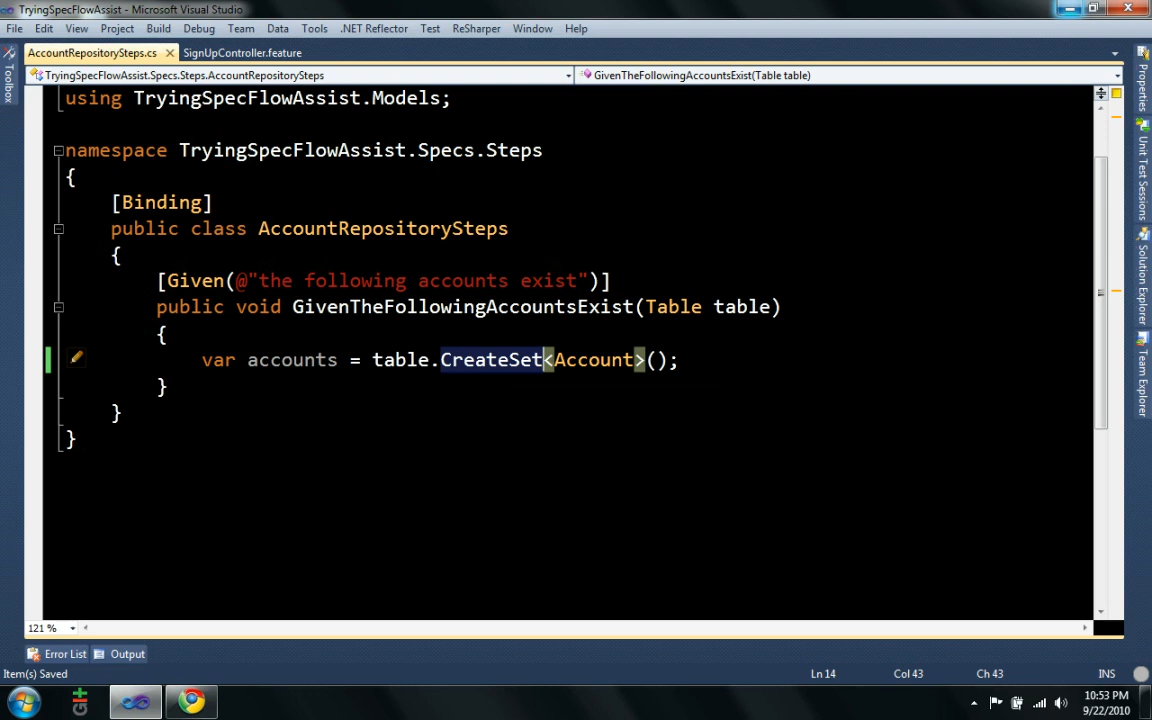 TryingSpecFlowAssist - Microsoft Visual Studio
File Edit View Project Build Debug Team Data Tools .NET Reflector Test ReSharper Window Help
AccountRepositorySteps.cs SignUpController.feature
TryingSpecFlowAssist.Specs.Steps.AccountRepositorySteps GivenTheFollowingAccountsExist(Table table)
using TryingSpecFlowAssist.Models;
namespace TryingSpecFlowAssist.Specs.Steps
{
[Binding]
public class AccountRepositorySteps
{
[Given(@"the following accounts exist")]
public void GivenTheFollowingAccountsExist(Table table)
{
var accounts = table.CreateSet<Account>();
}
}
}
Toolbox
Properties
Unit Test Sessions
Solution Explorer
Team Explorer
121 %
Error List Output
Item(s) Saved Ln 14 Col 43 Ch 43 INS
Git+
10:53 PM
9/22/2010